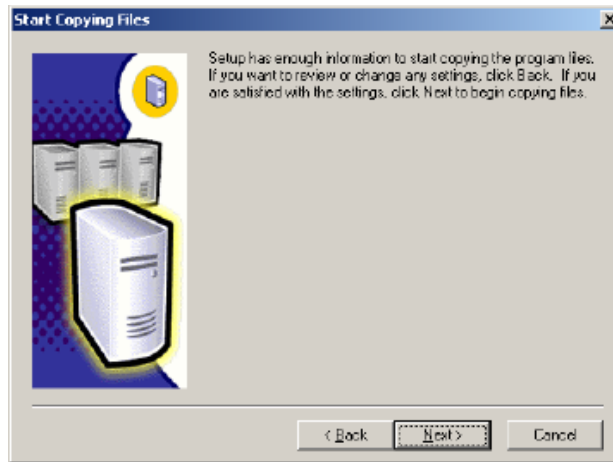 Start Copying Files
Setup has enough information to start copying the program files.
If you want to review or change any settings, click Back.  If you
are satisfied with the settings, click Next to begin copying files.
< Back
Next >
Cancel